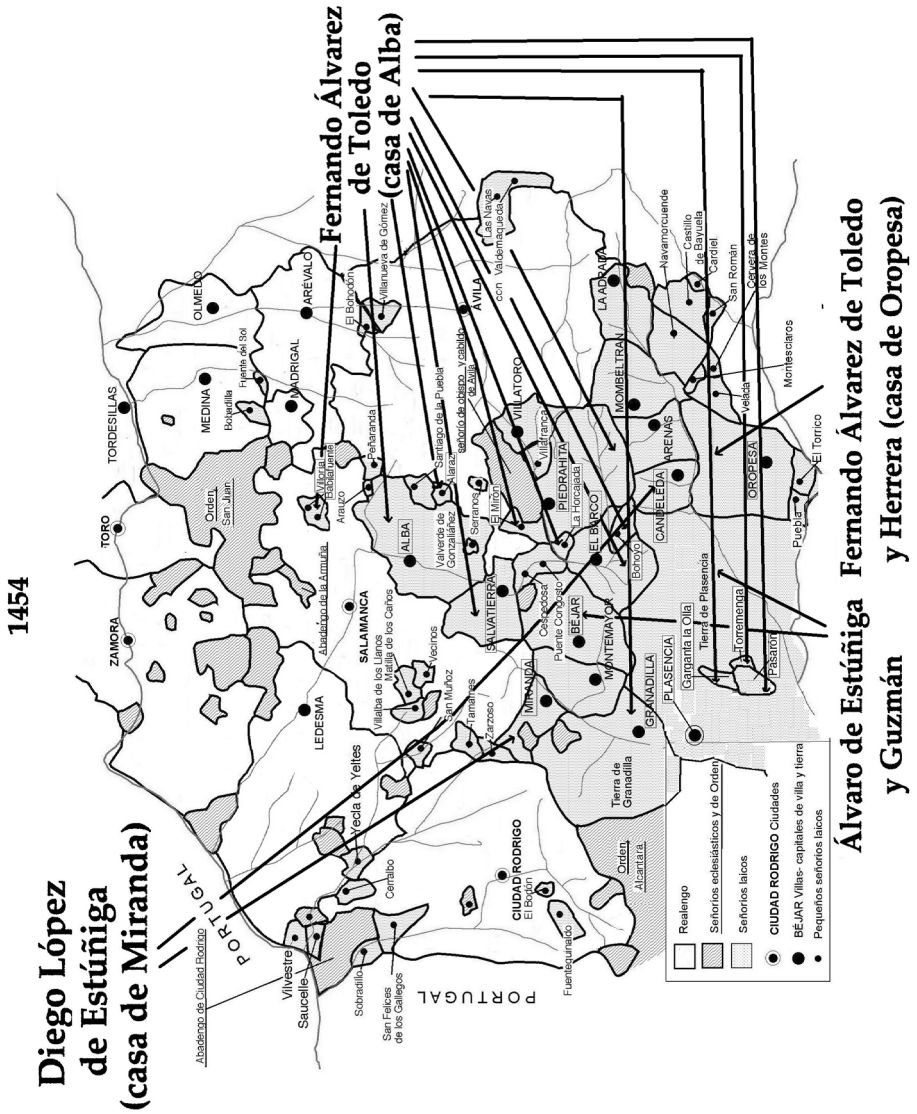 1454
Diego López
de Estúñiga
(casa de Miranda)
Fernando Álvarez
de Toledo
(casa de Alba)
Álvaro de Estúñiga
y Guzmán
Fernando Álvarez de Toledo
y Herrera (casa de Oropesa)
TORDESILLAS
TORO
ZAMORA
OLMEDO
MEDINA
Fuente del Sol
Bobadilla
MADRIGAL
ARÉVALO
El Bohodón
Villanueva de Gómez
Orden
San Juan
Abadengo de la Armuña
Villoria
Babilafuente
Peñaranda
Arauzo
Santiago de la Puebla
Alaraz
señorío de obispo y cabildo
de Ávila
ÁVILA
ccn
Las Navas
Valdemaqueda
SALAMANCA
LEDESMA
ALBA
Valverde de
Gonzaliáñez
Serranos
El Mirón
VILLATORO
Villafranca
PIEDRAHITA
La Horcajada
EL BARCO
Bohoyo
SALVATIERRA
Cespedosa
Puente Congosto
BÉJAR
MONTEMAYOR
MIRANDA
GRANADILLA
Tierra de
Granadilla
Villalba de los Llanos
Matilla de los Caños
Vecinos
San Muñoz
Tamames
Zarzoso
Yecla de Yeltes
Cerralbo
PORTUGAL
Abadengo de Ciudad Rodrigo
Vilvestre
Saucelle
Sobradillo
San Felices
de los Gallegos
PORTUGAL
CIUDAD RODRIGO
El Bodón
Fuenteguinaldo
Orden
Alcantara
LA ADRADA
MOMBELTRÁN
ARENAS
CANDELEDA
Navamorcuende
Castillo
de Bayuela
Cardiel
San Román
Cervera de
los Montes
Montesclaros
Velada
OROPESA
El Torrico
Puebla
PLASENCIA
Garganta la Olla
Tierra de Plasencia
Torremenga
Pasarón
Realengo
Señoríos eclesiásticos y de Orden
Señoríos laicos
CIUDAD RODRIGO Ciudades
BÉJAR Villas- capitales de villa y tierra
Pequeños señoríos laicos